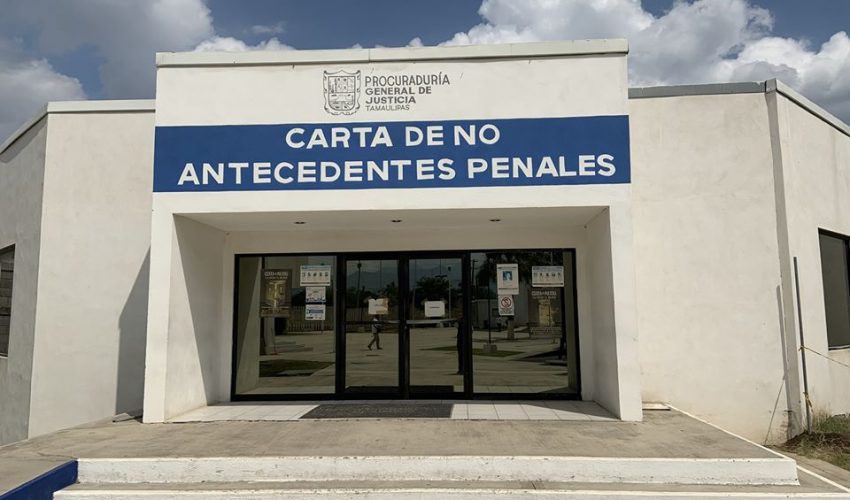 PROCURADURÍA
GENERAL DE
JUSTICIA
TAMAULIPAS
CARTA DE NO
ANTECEDENTES PENALES